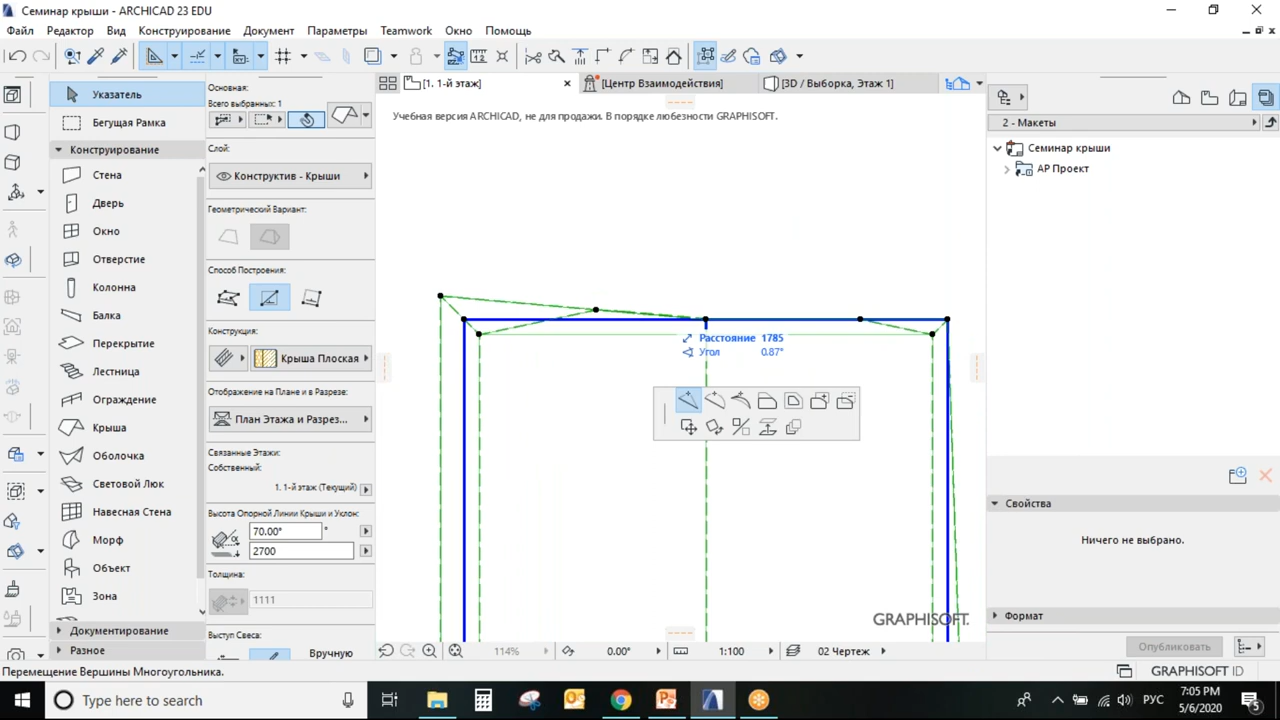 Семинар крыши - ARCHICAD 23 EDU
Файл Редактор Вид Конструирование Документ Параметры Teamwork Окно Помощь
Указатель
Бегущая Рамка
Конструирование
Стена
Дверь
Окно
Отверстие
Колонна
Балка
Перекрытие
Лестница
Ограждение
Крыша
Оболочка
Световой Люк
Навесная Стена
Морф
Объект
Зона
Документирование
Разное
Основная:
Всего выбранных: 1
Слой:
Конструктив - Крыши
Геометрический Вариант:
Способ Построения:
Конструкция:
Крыша Плоская
Отображение на Плане и в Разрезе:
План Этажа и Разрез...
Связанные Этажи:
Собственный:
1. 1-й этаж (Текущий)
Высота Опорной Линии Крыши и Уклон:
70.00° °
2700
Толщина:
1111
Выступ Свеса:
Вручную
[1. 1-й этаж] [Центр Взаимодействия] [3D / Выборка, Этаж 1]
Учебная версия ARCHICAD, не для продажи. В порядке любезности GRAPHISOFT.
Расстояние 1785
Угол 0.87°
GRAPHISOFT.
114% 0.00° 1:100 02 Чертеж
2 - Макеты
Семинар крыши
АР Проект
Свойства
Ничего не выбрано.
Формат
Опубликовать
Перемещение Вершины Многоугольника.
GRAPHISOFT ID
Type here to search
РУС
7:05 PM
5/6/2020
5